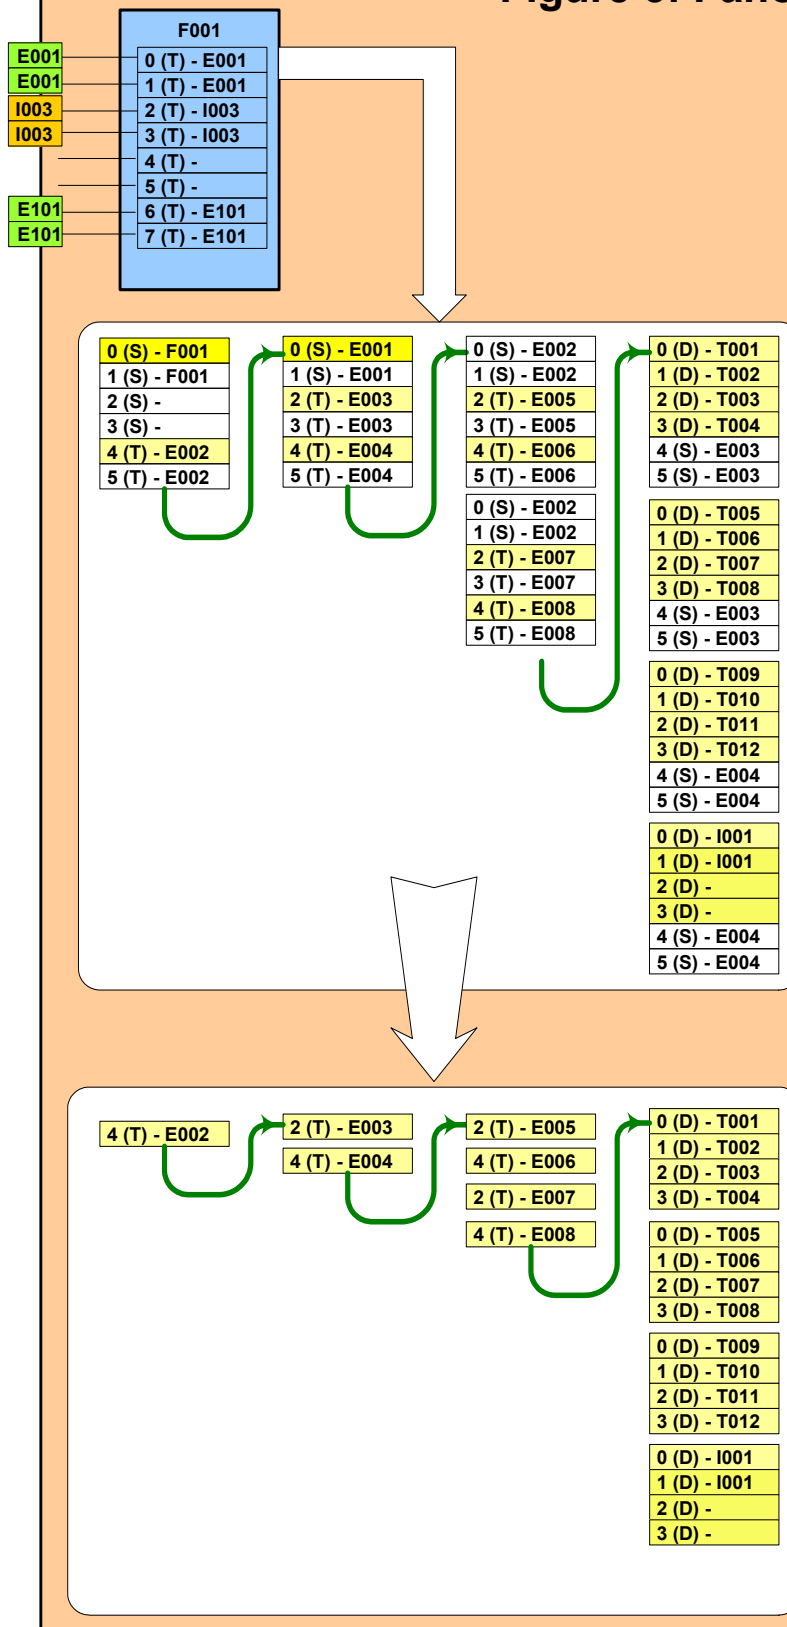 F001
E001
E001
I003
I003
E101
E101
0 (T) - E001
1 (T) - E001
2 (T) - I003
3 (T) - I003
4 (T) -
5 (T) -
6 (T) - E101
7 (T) - E101
0 (S) - F001
1 (S) - F001
2 (S) -
3 (S) -
4 (T) - E002
5 (T) - E002
0 (S) - E001
1 (S) - E001
2 (T) - E003
3 (T) - E003
4 (T) - E004
5 (T) - E004
0 (S) - E002
1 (S) - E002
2 (T) - E005
3 (T) - E005
4 (T) - E006
5 (T) - E006
0 (S) - E002
1 (S) - E002
2 (T) - E007
3 (T) - E007
4 (T) - E008
5 (T) - E008
0 (D) - T001
1 (D) - T002
2 (D) - T003
3 (D) - T004
4 (S) - E003
5 (S) - E003
0 (D) - T005
1 (D) - T006
2 (D) - T007
3 (D) - T008
4 (S) - E003
5 (S) - E003
0 (D) - T009
1 (D) - T010
2 (D) - T011
3 (D) - T012
4 (S) - E004
5 (S) - E004
0 (D) - I001
1 (D) - I001
2 (D) -
3 (D) -
4 (S) - E004
5 (S) - E004
4 (T) - E002
2 (T) - E003
4 (T) - E004
2 (T) - E005
4 (T) - E006
2 (T) - E007
4 (T) - E008
0 (D) - T001
1 (D) - T002
2 (D) - T003
3 (D) - T004
0 (D) - T005
1 (D) - T006
2 (D) - T007
3 (D) - T008
0 (D) - T009
1 (D) - T010
2 (D) - T011
3 (D) - T012
0 (D) - I001
1 (D) - I001
2 (D) -
3 (D) -